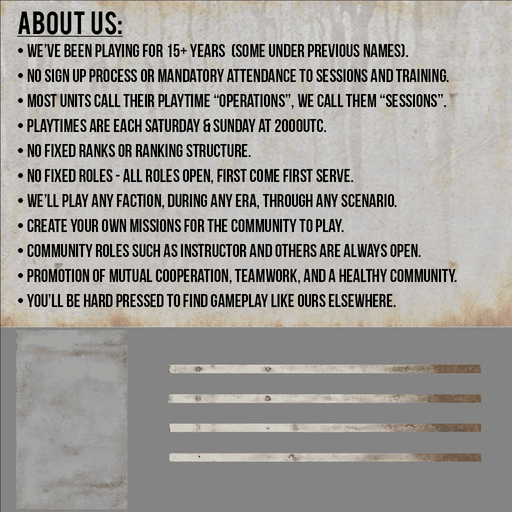 ABOUT US:
• WE'VE BEEN PLAYING FOR 15+ YEARS (SOME UNDER PREVIOUS NAMES).
• NO SIGN UP PROCESS OR MANDATORY ATTENDANCE TO SESSIONS AND TRAINING.
• MOST UNITS CALL THEIR PLAYTIME “OPERATIONS”, WE CALL THEM “SESSIONS”.
• PLAYTIMES ARE EACH SATURDAY & SUNDAY AT 2000UTC.
• NO FIXED RANKS OR RANKING STRUCTURE.
• NO FIXED ROLES - ALL ROLES OPEN, FIRST COME FIRST SERVE.
• WE'LL PLAY ANY FACTION, DURING ANY ERA, THROUGH ANY SCENARIO.
• CREATE YOUR OWN MISSIONS FOR THE COMMUNITY TO PLAY.
• COMMUNITY ROLES SUCH AS INSTRUCTOR AND OTHERS ARE ALWAYS OPEN.
• PROMOTION OF MUTUAL COOPERATION, TEAMWORK, AND A HEALTHY COMMUNITY.
• YOU'LL BE HARD PRESSED TO FIND GAMEPLAY LIKE OURS ELSEWHERE.